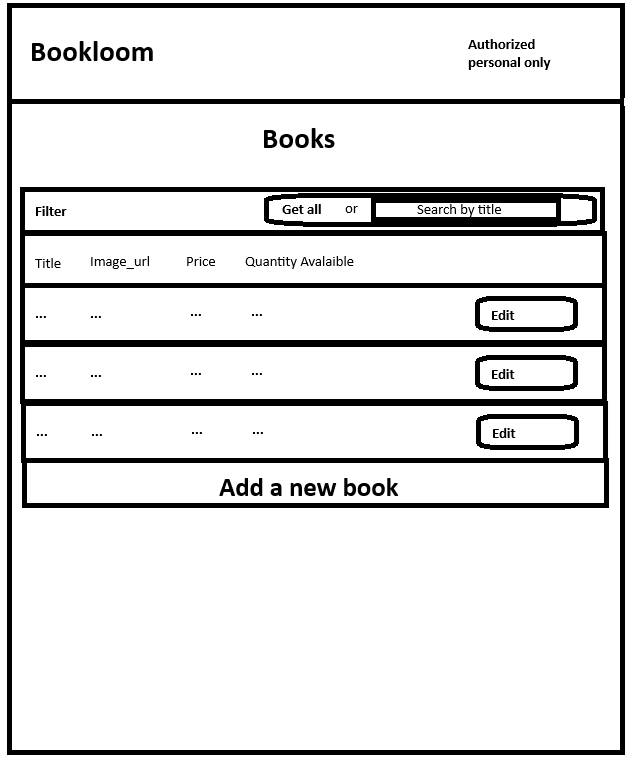 Bookloom
Authorized
personal only
Books
Filter
Get all or Search by title
Title Image_url Price Quantity Avalaible
... ... ... ... Edit
... ... ... ... Edit
... ... ... ... Edit
Add a new book